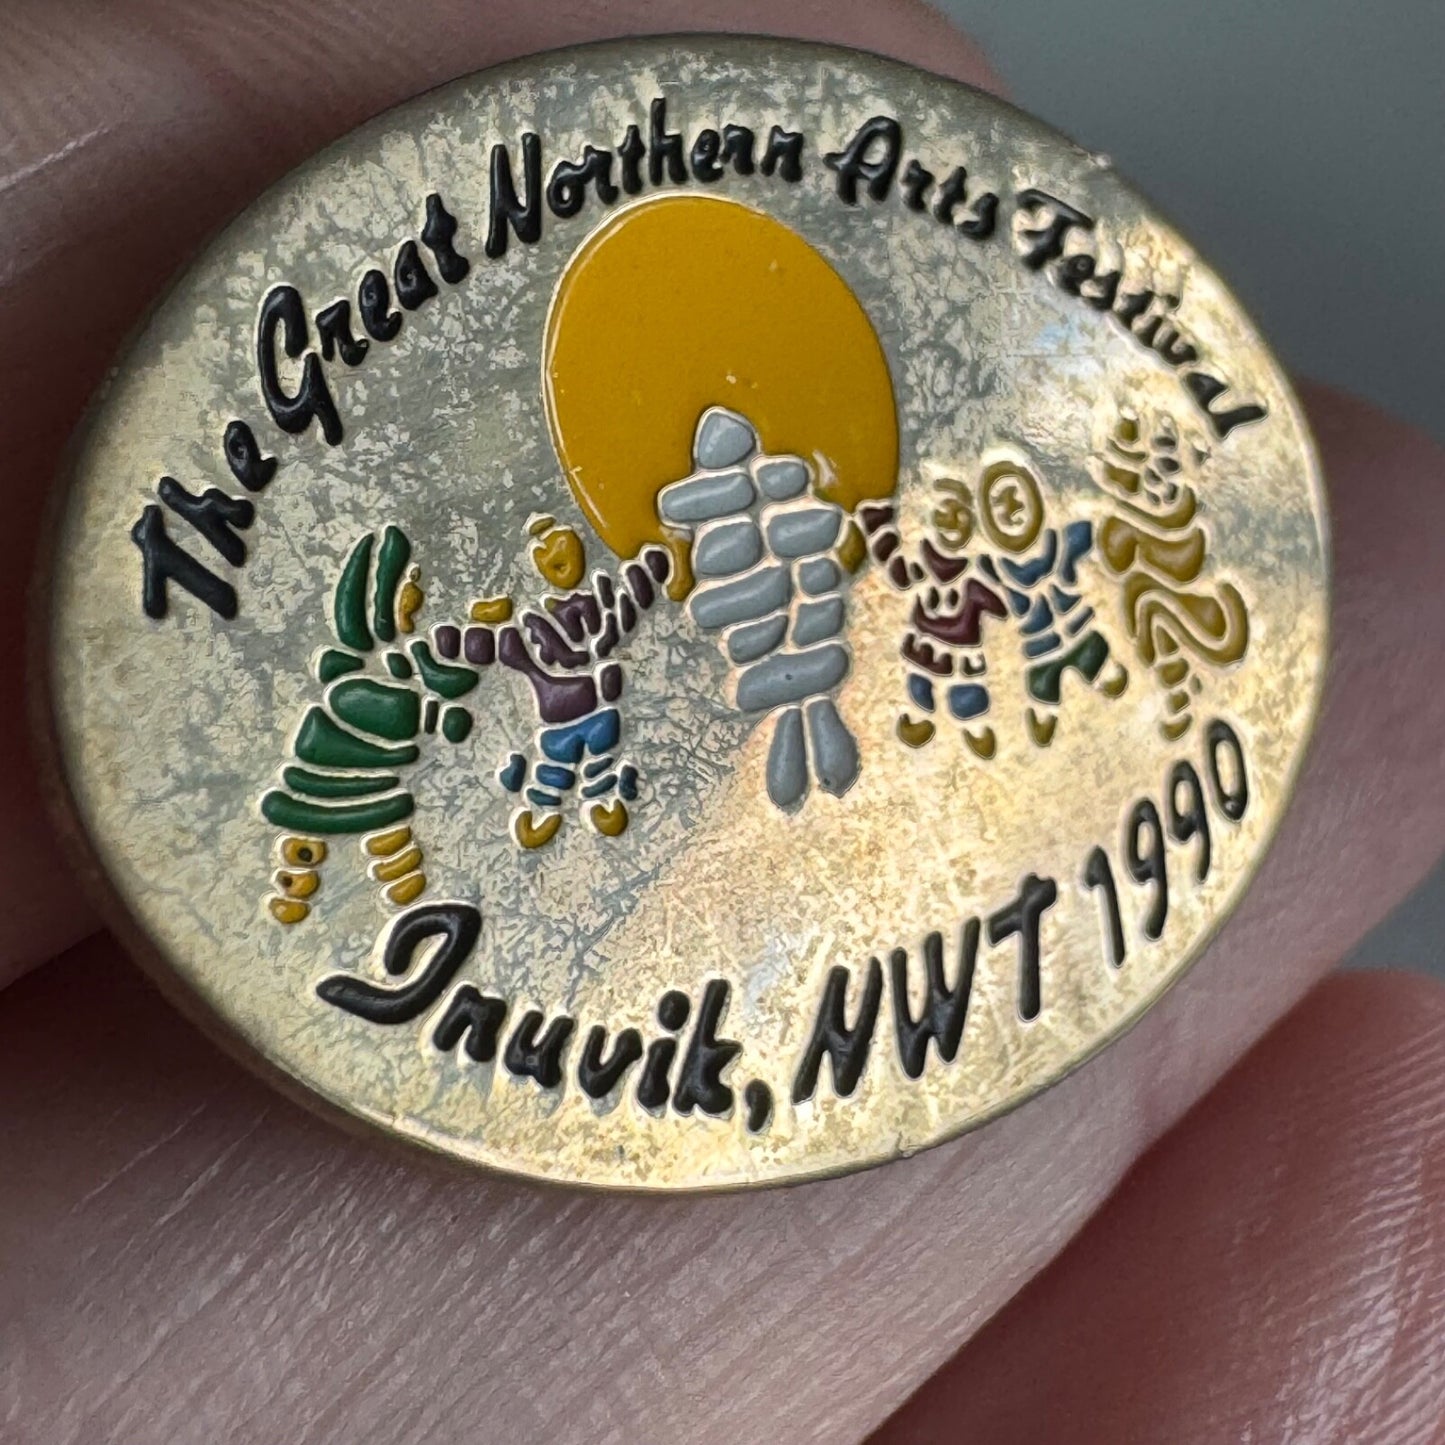 The Great Northern Arts Festival
Inuvik, NWT 1990